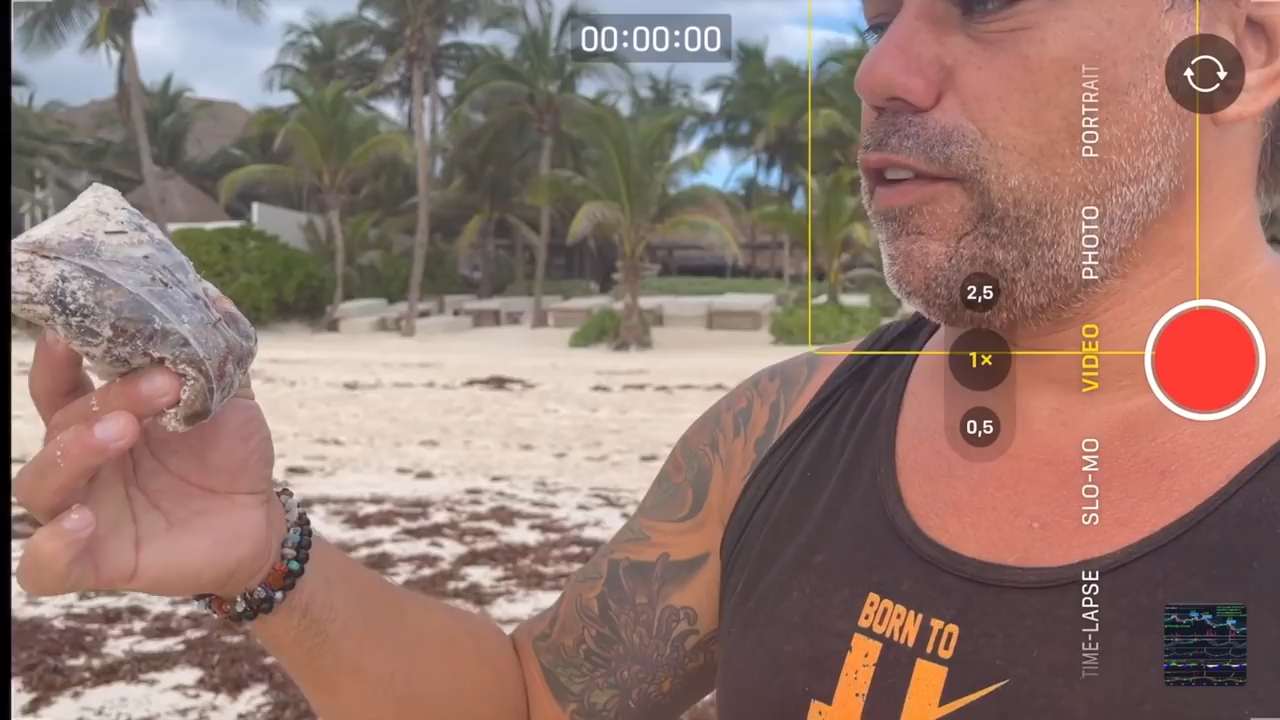 00:00:00
PORTRAIT
PHOTO
VIDEO
SLO-MO
TIME-LAPSE
2,5
1×
0,5
BORN TO